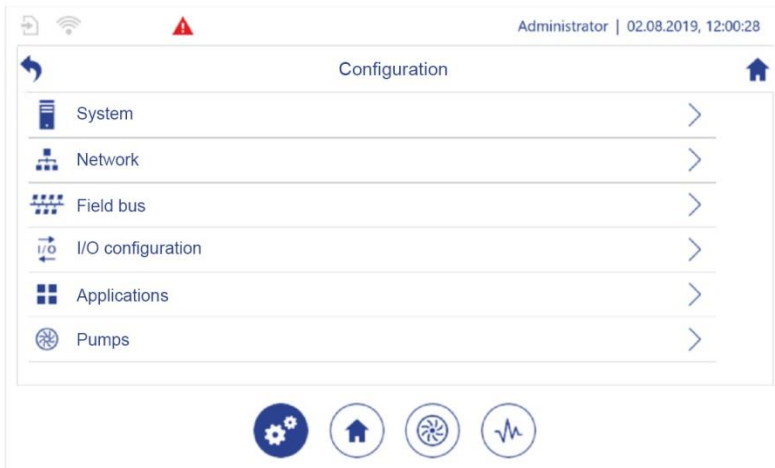 Administrator | 02.08.2019, 12:00:28
Configuration
System
Network
Field bus
I/O
I/O configuration
Applications
Pumps